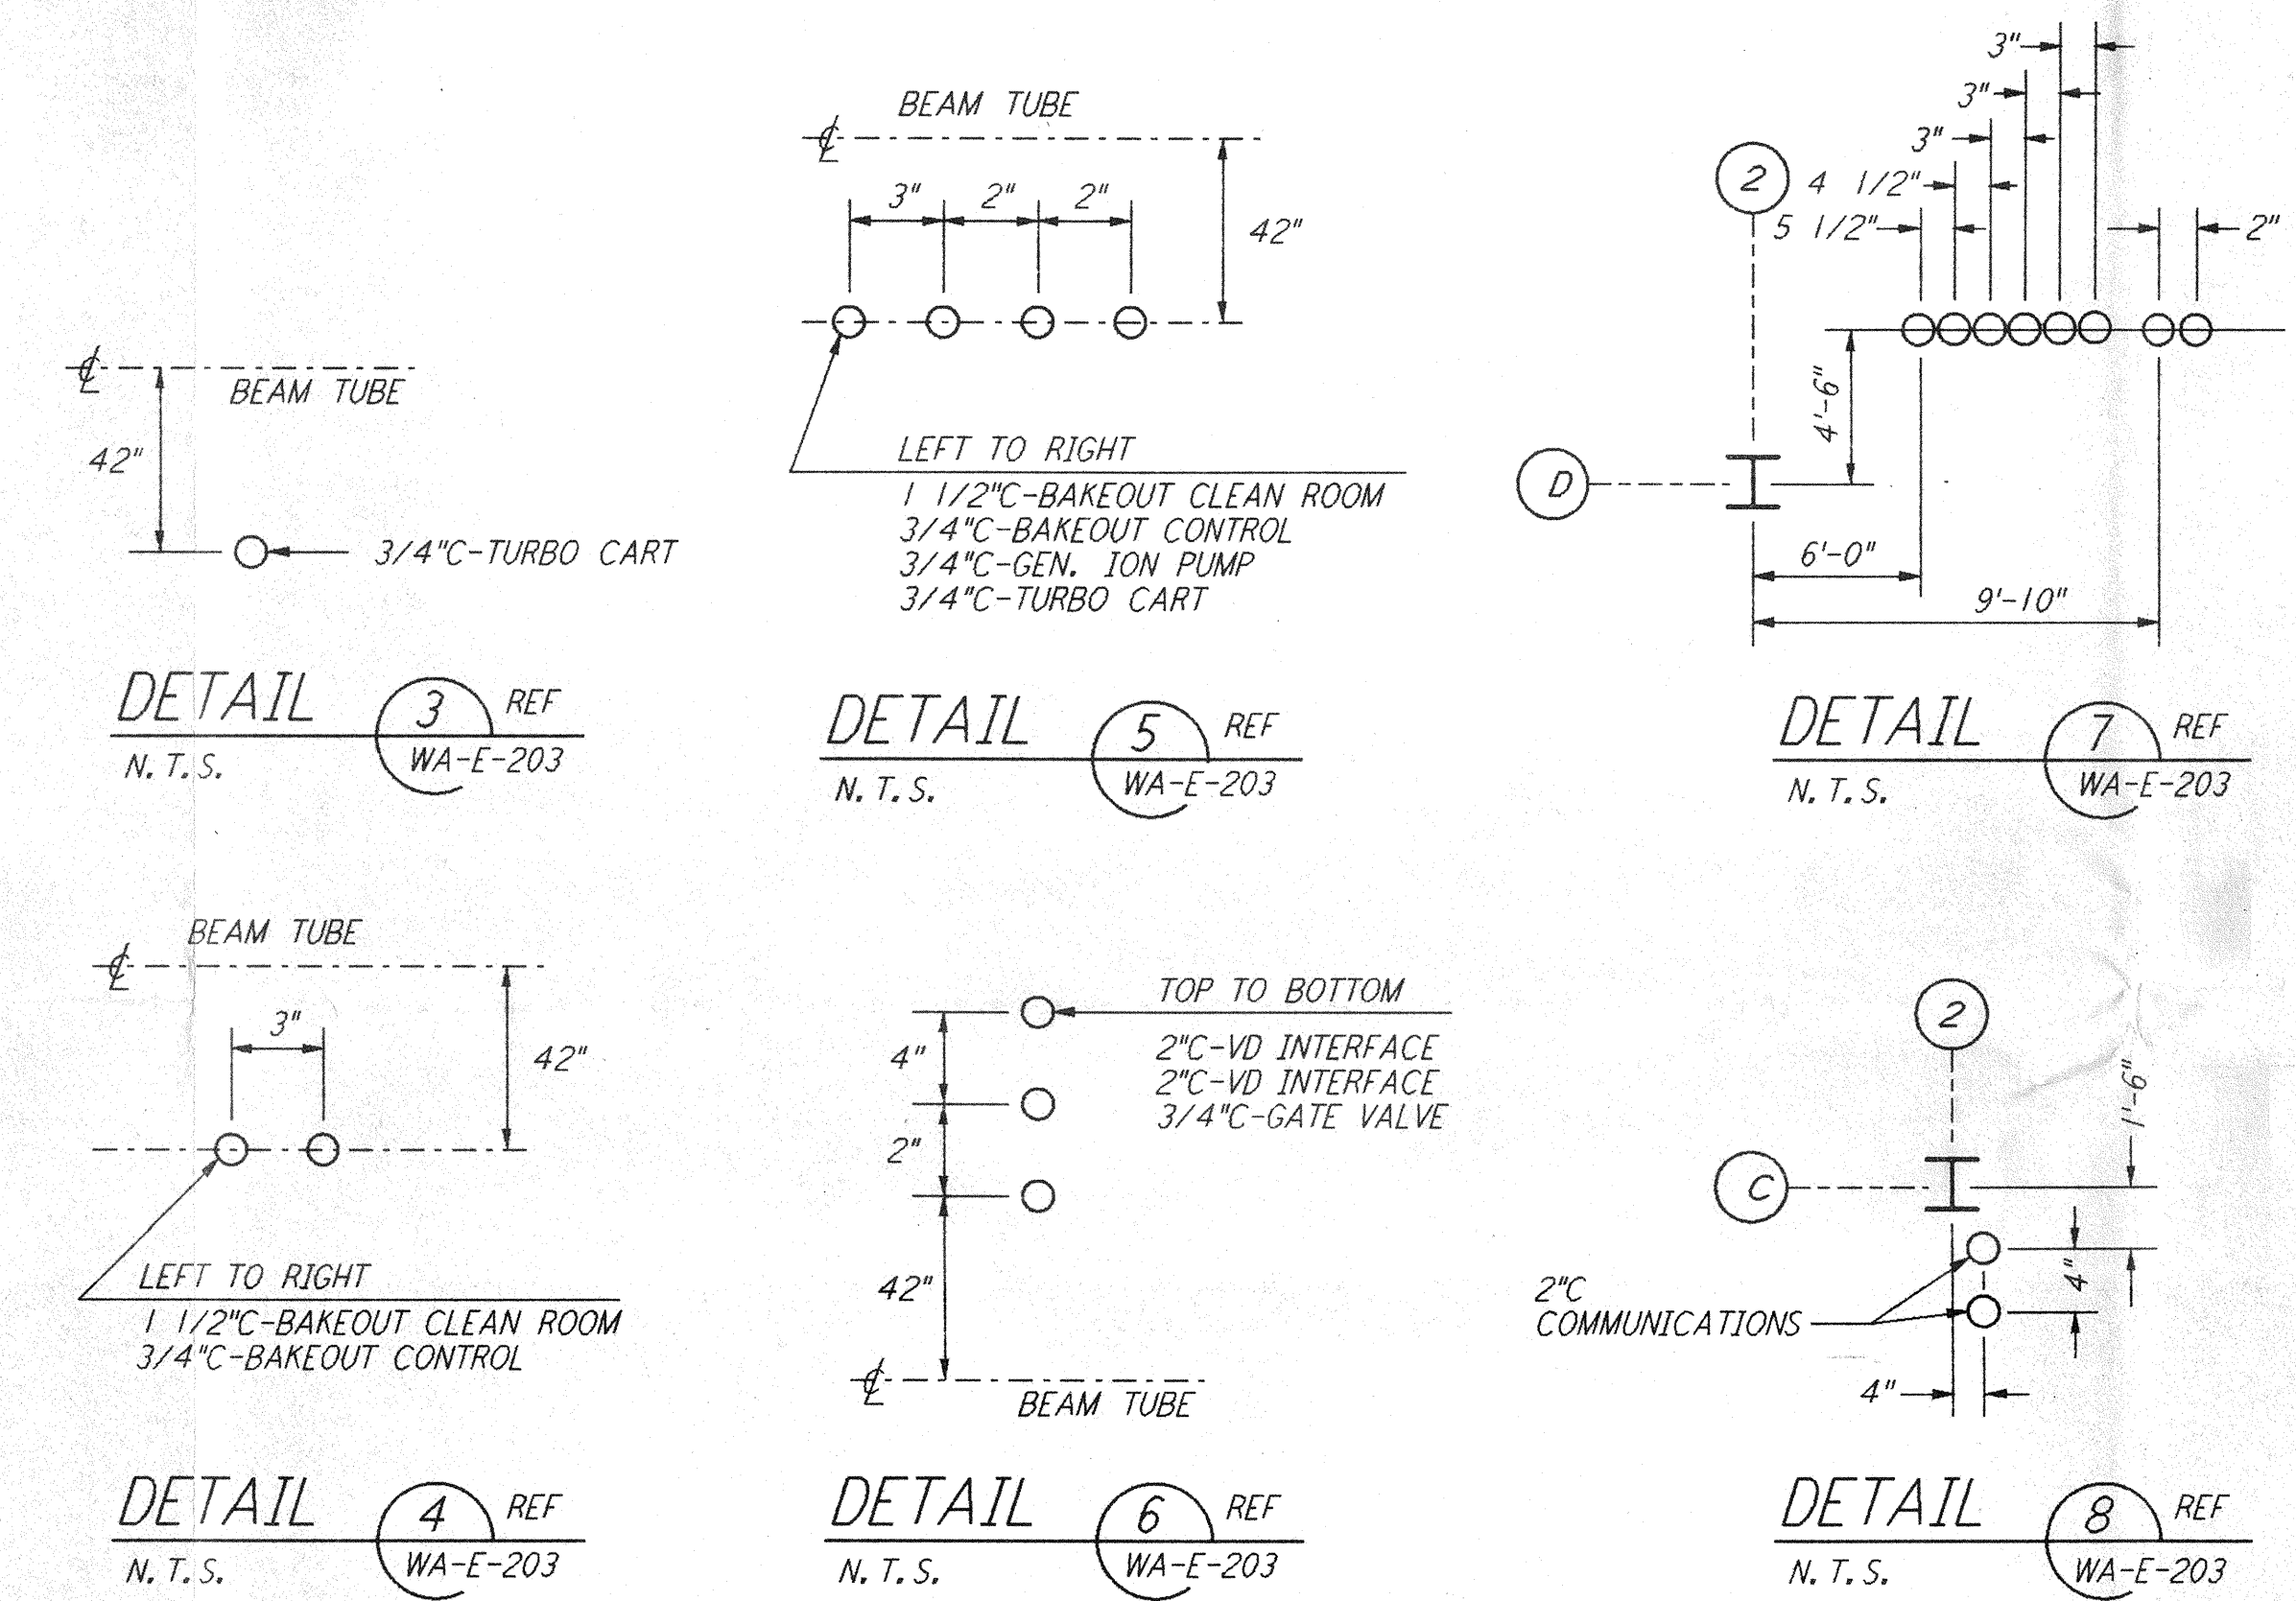 ℄
BEAM TUBE
42"
3/4"C-TURBO CART
DETAIL 3 REF
N.T.S. WA-E-203
BEAM TUBE
℄
3" 2" 2"
42"
LEFT TO RIGHT
1 1/2"C-BAKEOUT CLEAN ROOM
3/4"C-BAKEOUT CONTROL
3/4"C-GEN. ION PUMP
3/4"C-TURBO CART
DETAIL 5 REF
N.T.S. WA-E-203
3"
3"
3"
2 4 1/2"
5 1/2" 2"
4'-6"
D
6'-0"
9'-10"
DETAIL 7 REF
N.T.S. WA-E-203
BEAM TUBE
℄
3"
42"
LEFT TO RIGHT
1 1/2"C-BAKEOUT CLEAN ROOM
3/4"C-BAKEOUT CONTROL
DETAIL 4 REF
N.T.S. WA-E-203
TOP TO BOTTOM
2"C-VD INTERFACE
2"C-VD INTERFACE
3/4"C-GATE VALVE
4"
2"
42"
℄
BEAM TUBE
DETAIL 6 REF
N.T.S. WA-E-203
2
1'-6"
C
4"
2"C
COMMUNICATIONS
4"
DETAIL 8 REF
N.T.S. WA-E-203